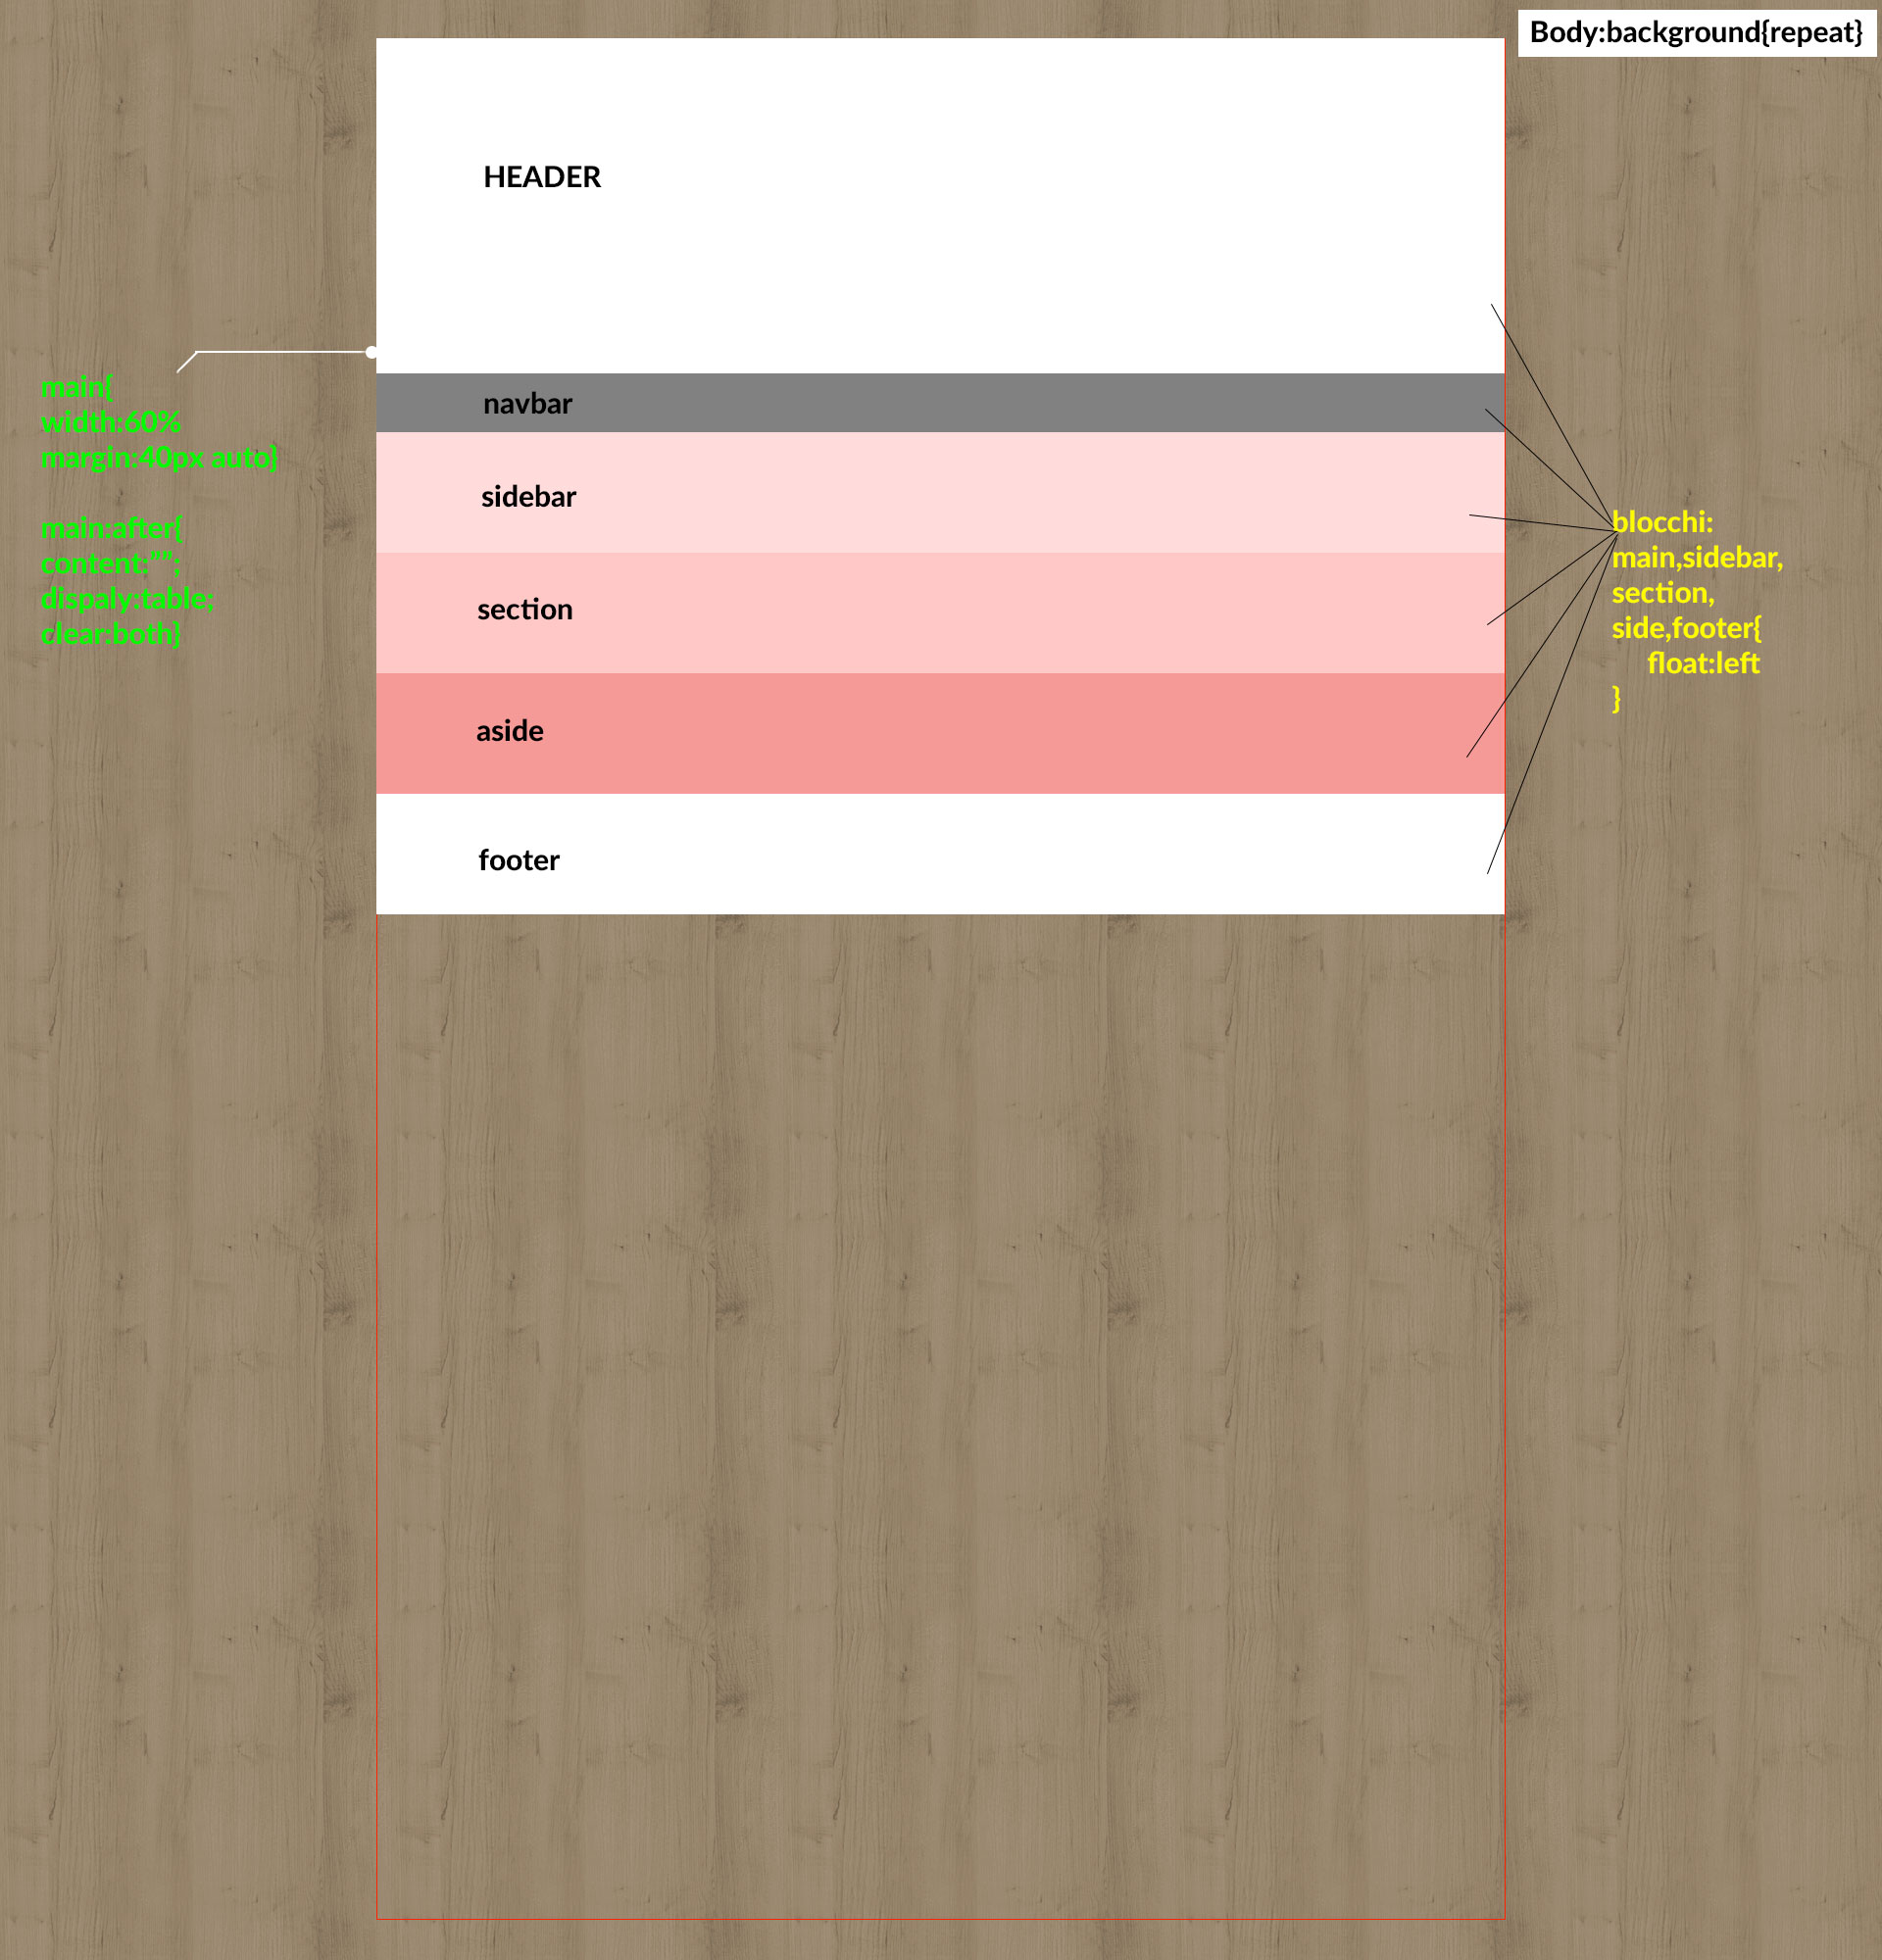 Body:background{repeat}
HEADER
navbar
sidebar
section
aside
footer
main{
width:60%
margin:40px auto}
main:after{
content:"";
dispaly:table;
clear:both}
blocchi:
main,sidebar,
section,
side,footer{
float:left
}